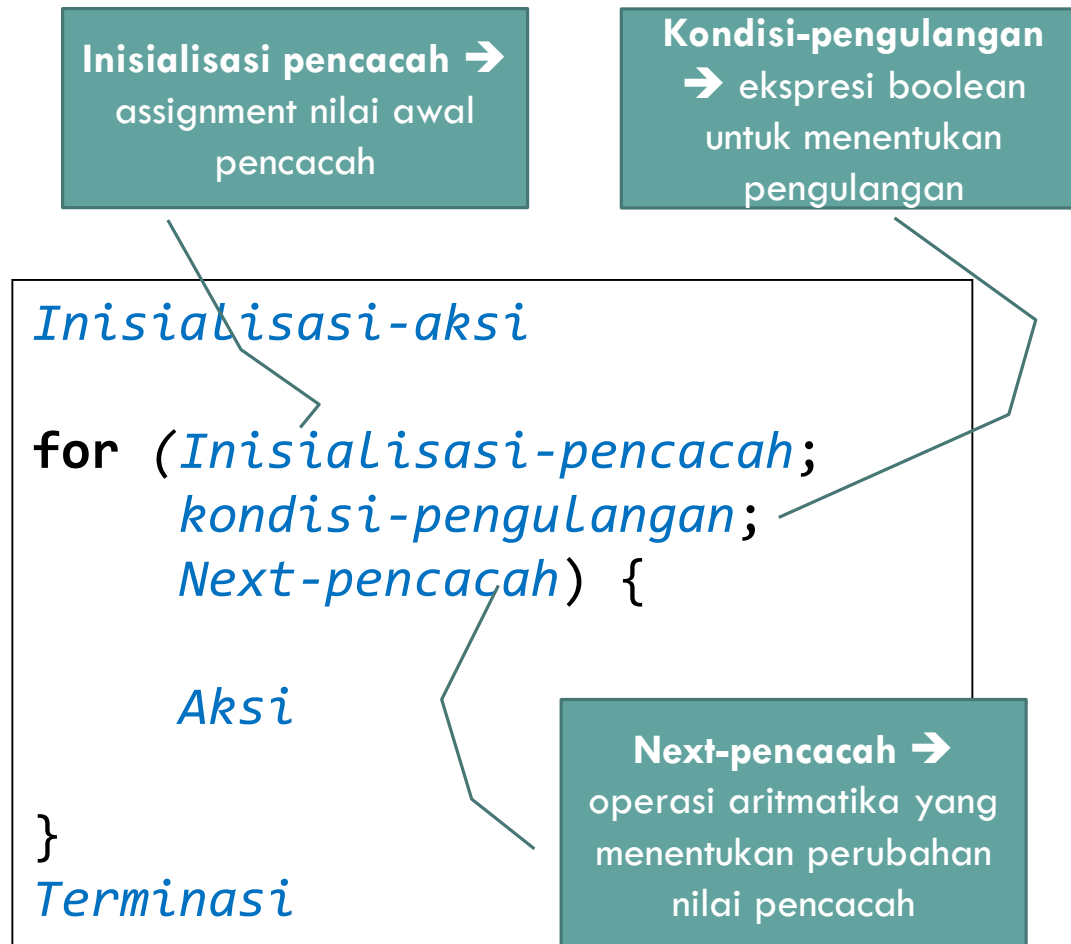 Inisialisasi pencacah ➔
assignment nilai awal
pencacah
Kondisi-pengulangan
➔ ekspresi boolean
untuk menentukan
pengulangan
Inisialisasi-aksi
for (Inisialisasi-pencacah;
kondisi-pengulangan;
Next-pencacah) {
Aksi
}
Terminasi
Next-pencacah ➔
operasi aritmatika yang
menentukan perubahan
nilai pencacah